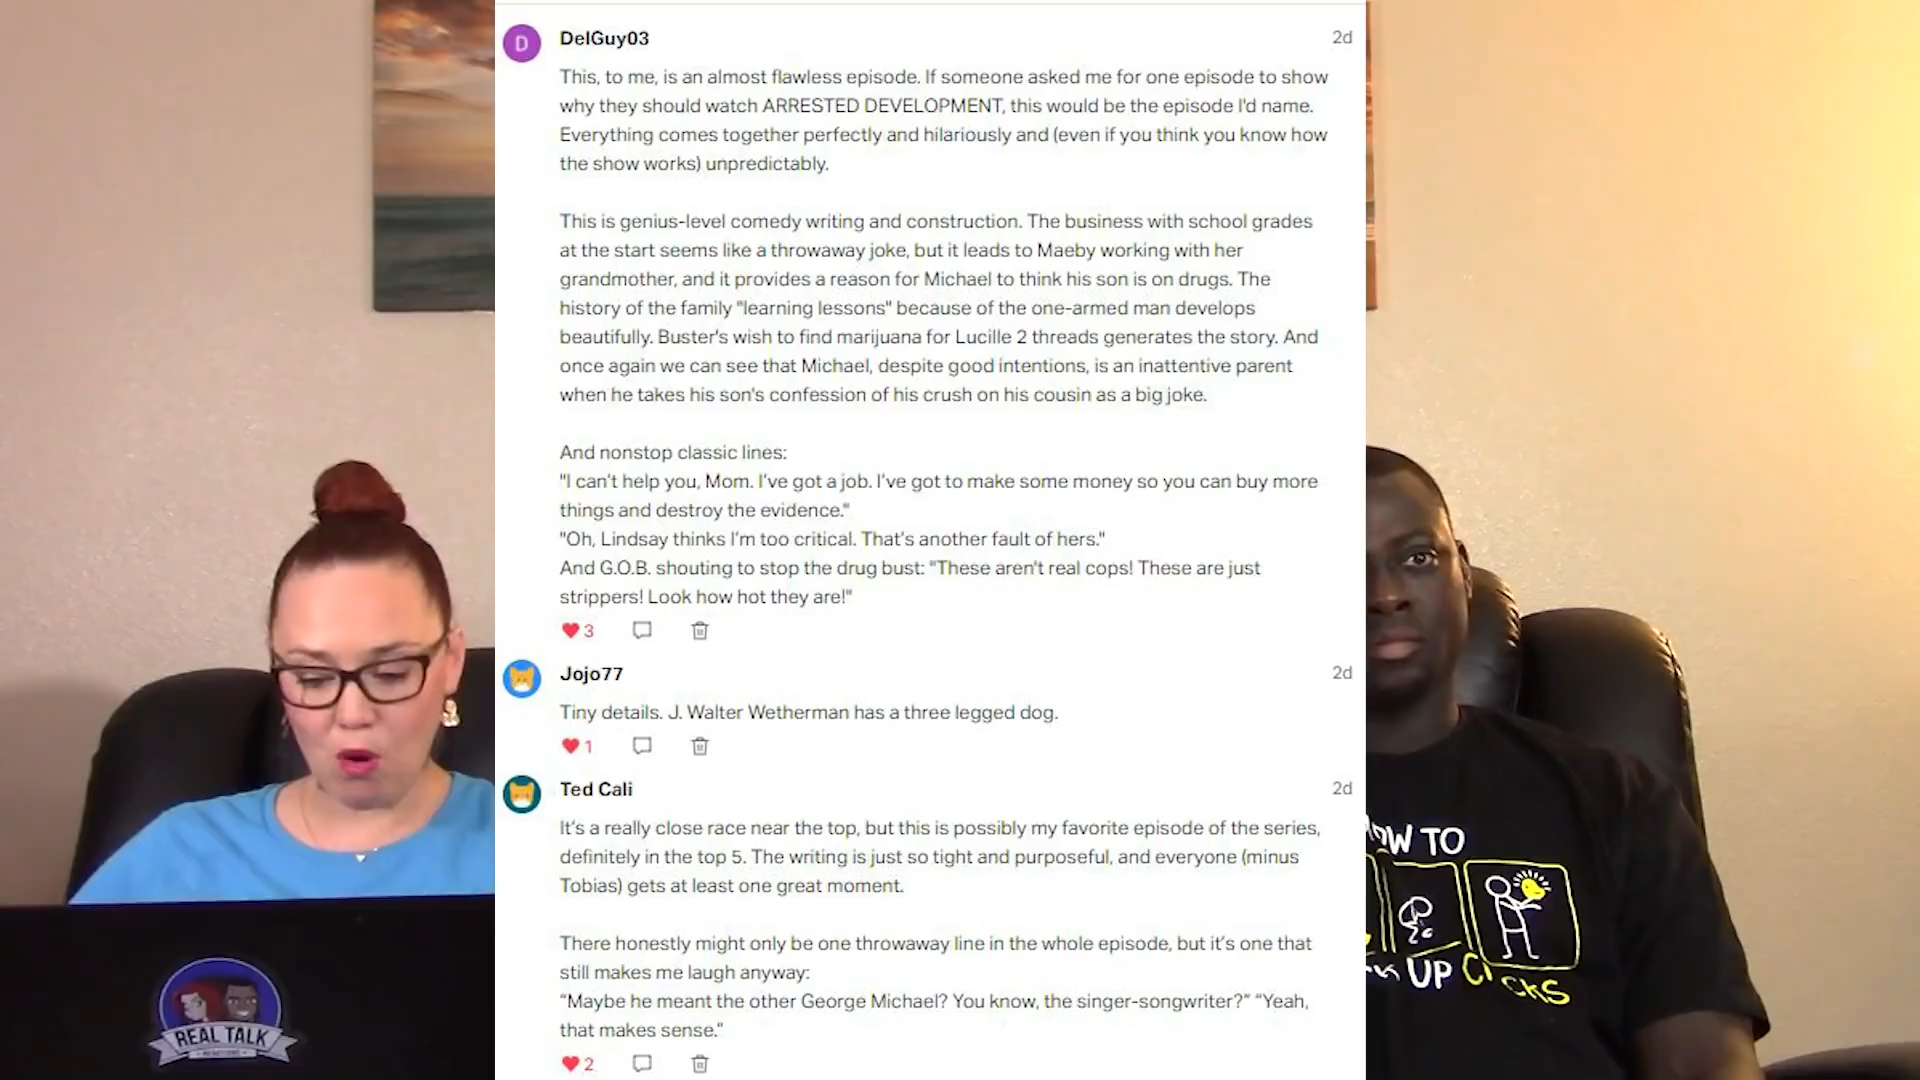 D
DelGuy03
2d
This, to me, is an almost flawless episode. If someone asked me for one episode to show
why they should watch ARRESTED DEVELOPMENT, this would be the episode I'd name.
Everything comes together perfectly and hilariously and (even if you think you know how
the show works) unpredictably.
This is genius-level comedy writing and construction. The business with school grades
at the start seems like a throwaway joke, but it leads to Maeby working with her
grandmother, and it provides a reason for Michael to think his son is on drugs. The
history of the family "learning lessons" because of the one-armed man develops
beautifully. Buster's wish to find marijuana for Lucille 2 threads generates the story. And
once again we can see that Michael, despite good intentions, is an inattentive parent
when he takes his son's confession of his crush on his cousin as a big joke.
And nonstop classic lines:
"I can't help you, Mom. I've got a job. I've got to make some money so you can buy more
things and destroy the evidence."
"Oh, Lindsay thinks I'm too critical. That's another fault of hers."
And G.O.B. shouting to stop the drug bust: "These aren't real cops! These are just
strippers! Look how hot they are!"
3
Jojo77
2d
Tiny details. J. Walter Wetherman has a three legged dog.
1
Ted Cali
2d
It's a really close race near the top, but this is possibly my favorite episode of the series,
definitely in the top 5. The writing is just so tight and purposeful, and everyone (minus
Tobias) gets at least one great moment.
There honestly might only be one throwaway line in the whole episode, but it's one that
still makes me laugh anyway:
"Maybe he meant the other George Michael? You know, the singer-songwriter?" "Yeah,
that makes sense."
2
REAL TALK
OW TO
UP